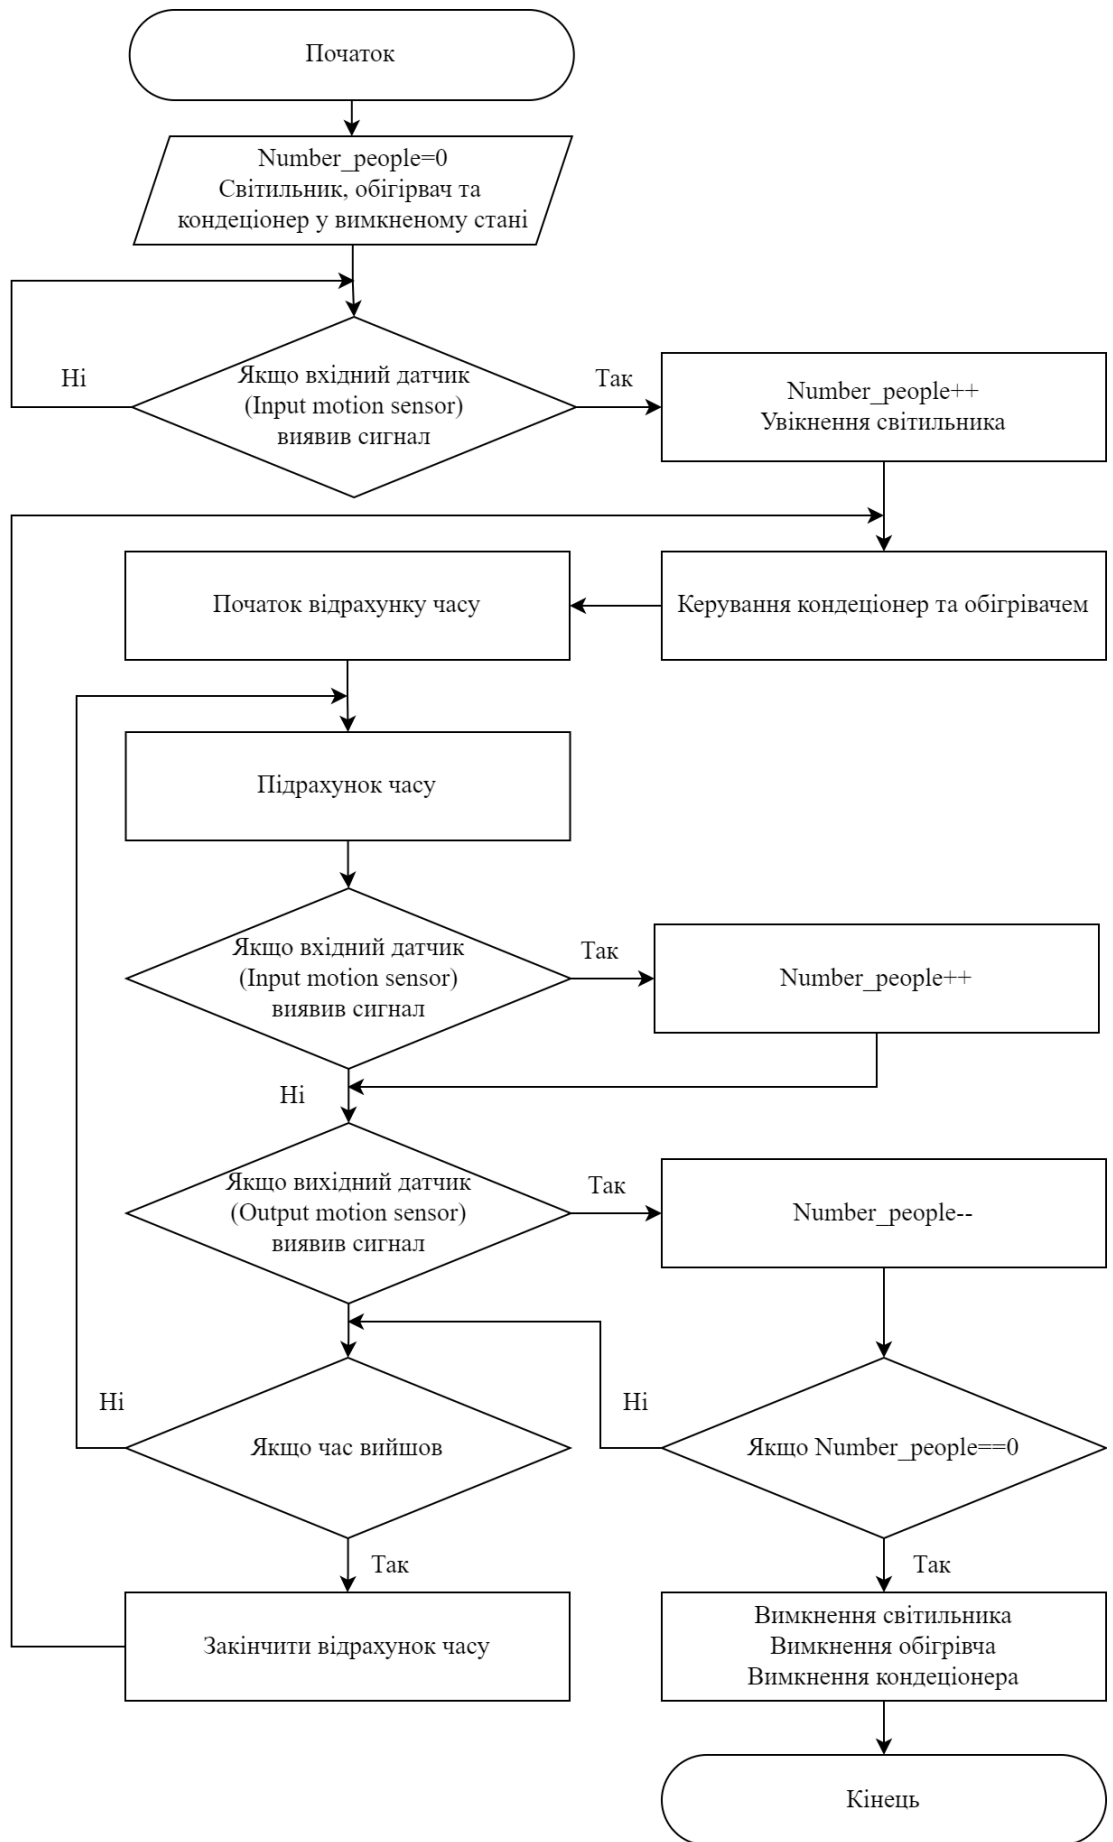 Початок
Number_people=0
Світильник, обігірвач та
кондеціонер у вимкненому стані
Ні
Якщо вхідний датчик
(Input motion sensor)
виявив сигнал
Так
Number_people++
Увікнення світильника
Початок відрахунку часу
Керування кондеціонер та обігрівачем
Підрахунок часу
Якщо вхідний датчик
(Input motion sensor)
виявив сигнал
Так
Number_people++
Ні
Якщо вихідний датчик
(Output motion sensor)
виявив сигнал
Так
Number_people--
Ні
Якщо час вийшов
Ні
Якщо Number_people==0
Так
Так
Закінчити відрахунок часу
Вимкнення світильника
Вимкнення обігрівча
Вимкнення кондеціонера
Кінець